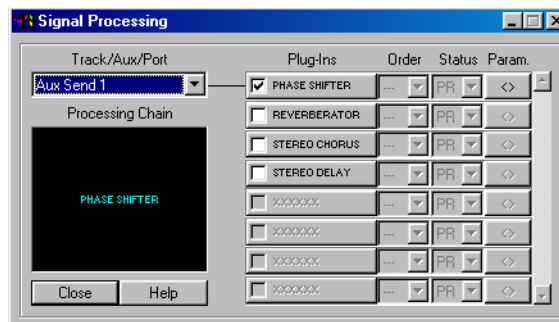 Signal Processing
Track/Aux/Port Plug-Ins Order Status Param.
Aux Send 1 PHASE SHIFTER --- PR <>
Processing Chain REVERBERATOR --- PR <>
STEREO CHORUS --- PR <>
STEREO DELAY --- PR <>
PHASE SHIFTER XXXXXX --- PR <>
XXXXXX --- PR <>
XXXXXX --- PR <>
Close Help XXXXXX --- PR <>